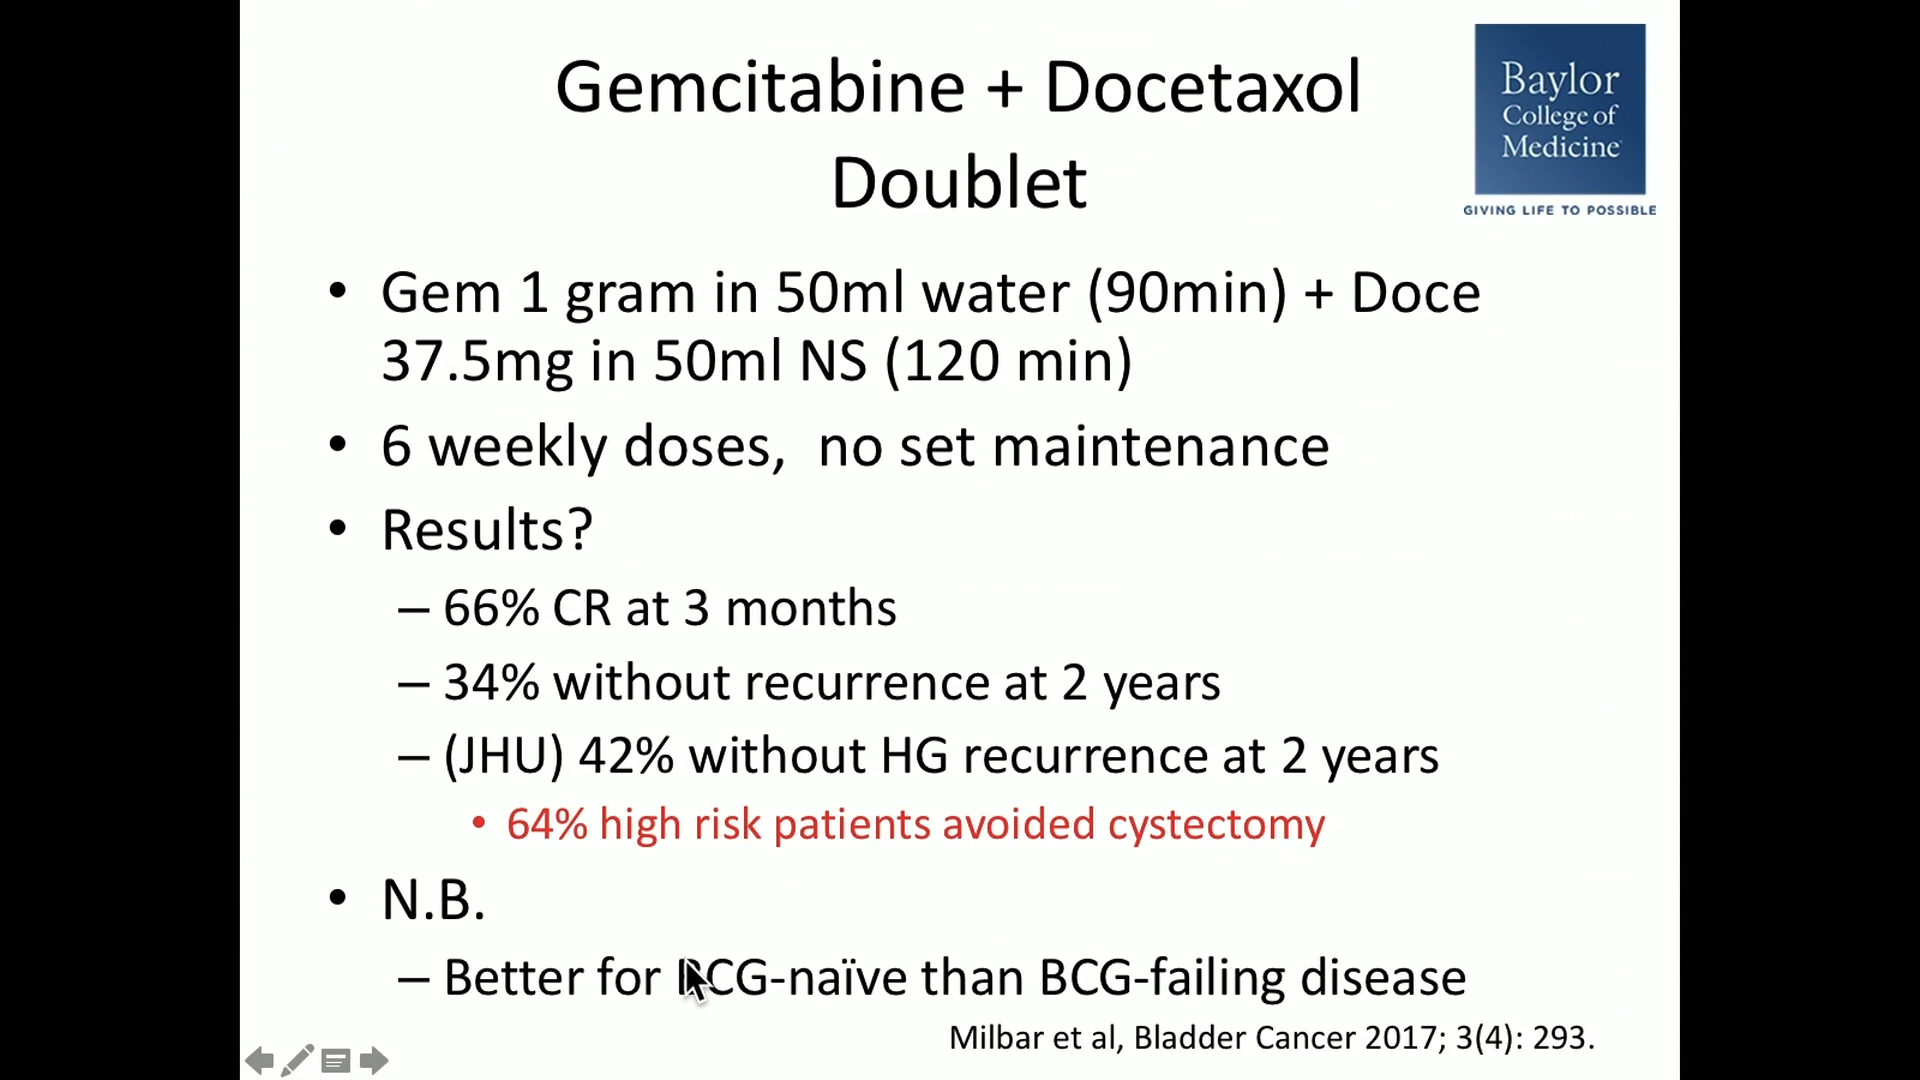 Gemcitabine + Docetaxol
Doublet
Baylor
College of
Medicine
GIVING LIFE TO POSSIBLE
• Gem 1 gram in 50ml water (90min) + Doce
37.5mg in 50ml NS (120 min)
• 6 weekly doses, no set maintenance
• Results?
– 66% CR at 3 months
– 34% without recurrence at 2 years
– (JHU) 42% without HG recurrence at 2 years
• 64% high risk patients avoided cystectomy
• N.B.
– Better for BCG-naïve than BCG-failing disease
Milbar et al, Bladder Cancer 2017; 3(4): 293.